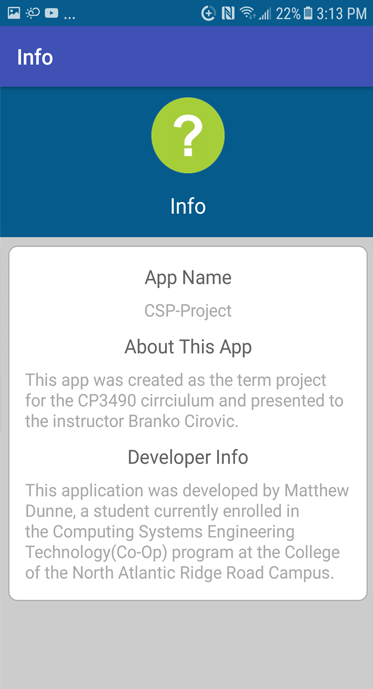 ... 22% 3:13 PM
Info
?
Info
App Name
CSP-Project
About This App
This app was created as the term project
for the CP3490 cirrciulum and presented to
the instructor Branko Cirovic.
Developer Info
This application was developed by Matthew
Dunne, a student currently enrolled in
the Computing Systems Engineering
Technology(Co-Op) program at the College
of the North Atlantic Ridge Road Campus.